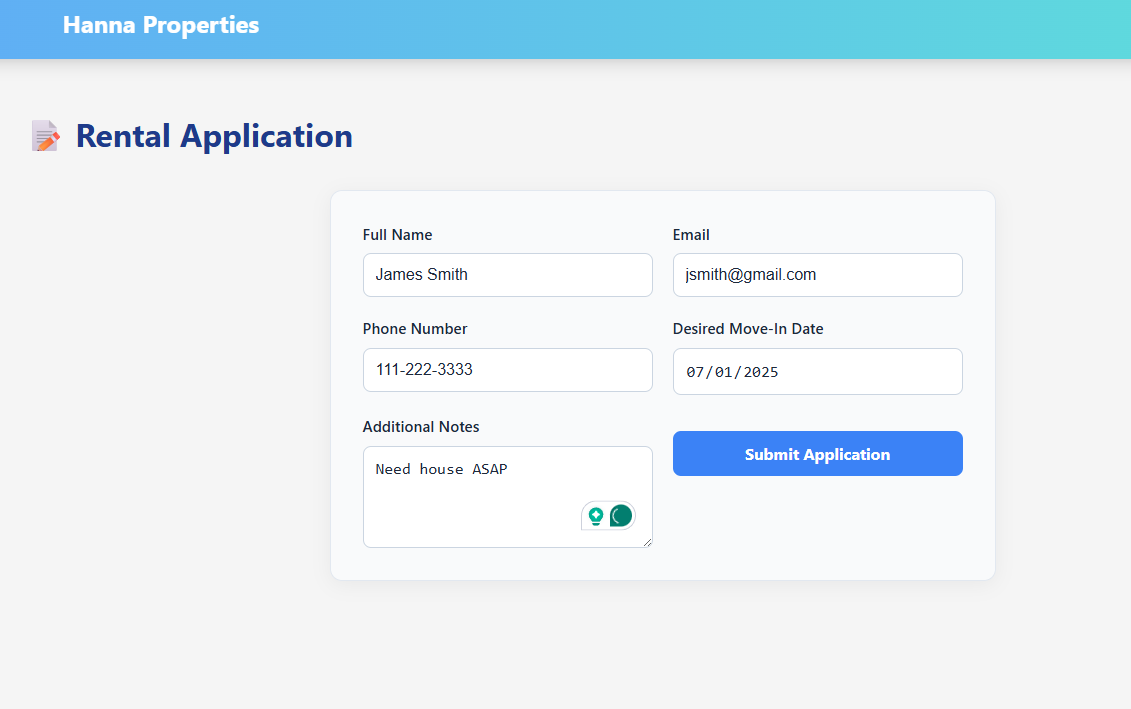 Hanna Properties
Rental Application
Full Name
Email
James Smith
jsmith@gmail.com
Phone Number
Desired Move-In Date
111-222-3333
07/01/2025
Additional Notes
Need house ASAP
Submit Application